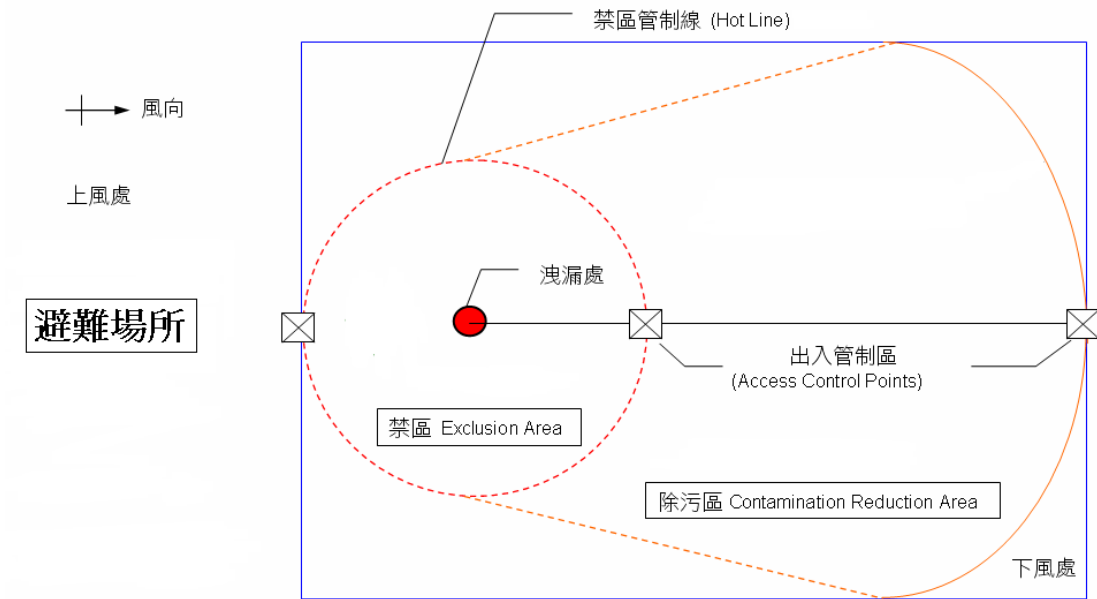 禁區管制線 (Hot Line)
風向
上風處
洩漏處
避難場所
出入管制區
(Access Control Points)
禁區 Exclusion Area
除污區 Contamination Reduction Area
下風處